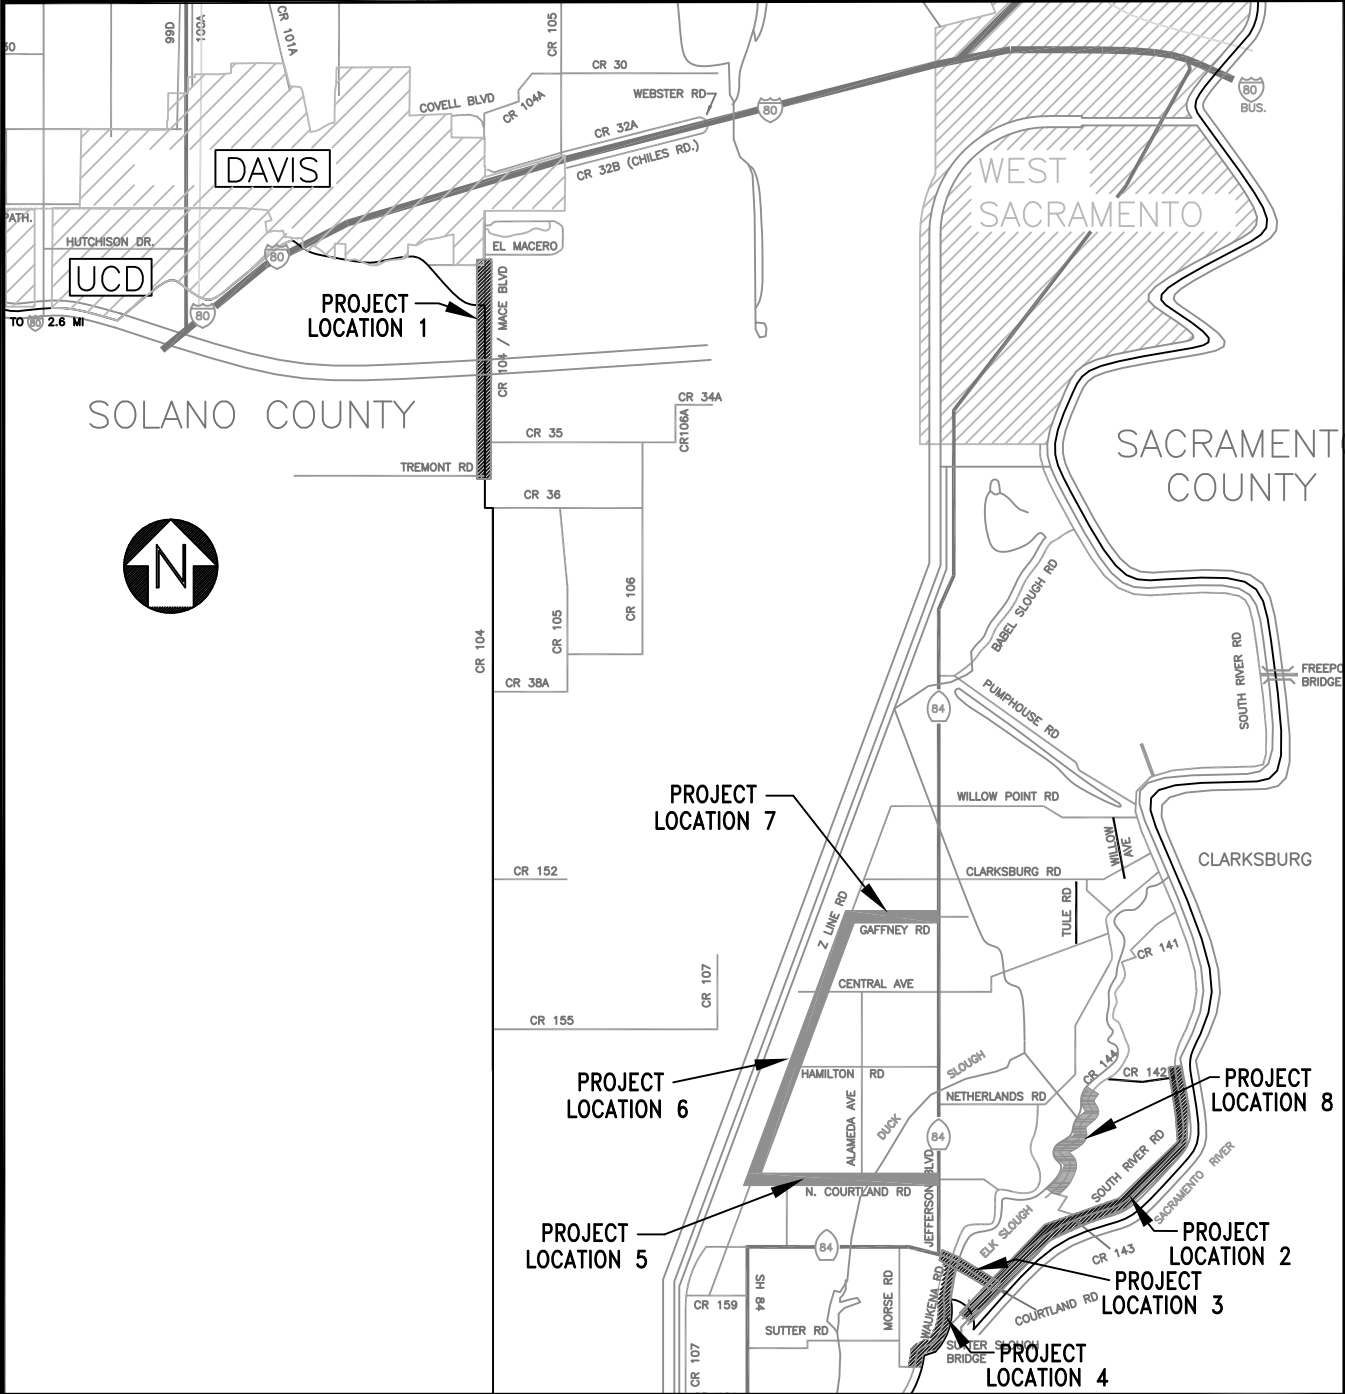 99D
100A
CR 101A
CR 105
CR 30
COVELL BLVD
CR 104A
WEBSTER RD
CR 32A
CR 32B (CHILES RD.)
80
80
BUS.
DAVIS
WEST
SACRAMENTO
PATH.
HUTCHISON DR.
UCD
80
80
EL MACERO
TO 80 2.6 MI
PROJECT
LOCATION 1
CR 104 / MACE BLVD
SOLANO COUNTY
CR 34A
CR106A
CR 35
TREMONT RD
CR 36
SACRAMENT
COUNTY
N
CR 104
CR 105
CR 106
CR 38A
BABEL SLOUGH RD
PUMPHOUSE RD
84
SOUTH RIVER RD
FREEPO
BRIDGE
PROJECT
LOCATION 7
WILLOW POINT RD
WILLOW
AVE
CLARKSBURG
CR 152
CLARKSBURG RD
TULE RD
Z LINE RD
GAFFNEY RD
CR 141
CR 107
CENTRAL AVE
CR 155
PROJECT
LOCATION 6
HAMILTON RD
ALAMEDA AVE
DUCK
SLOUGH
NETHERLANDS RD
CR 144
CR 142
PROJECT
LOCATION 8
84
JEFFERSON BLVD
N. COURTLAND RD
SOUTH RIVER RD
SACRAMENTO RIVER
PROJECT
LOCATION 5
ELK SLOUGH
PROJECT
LOCATION 2
CR 143
84
SH 84
CR 159
MORSE RD
WAUKENA RD
PROJECT
LOCATION 3
COURTLAND RD
SUTTER RD
SUTTER SLOUGH
BRIDGE
PROJECT
LOCATION 4
CR 107